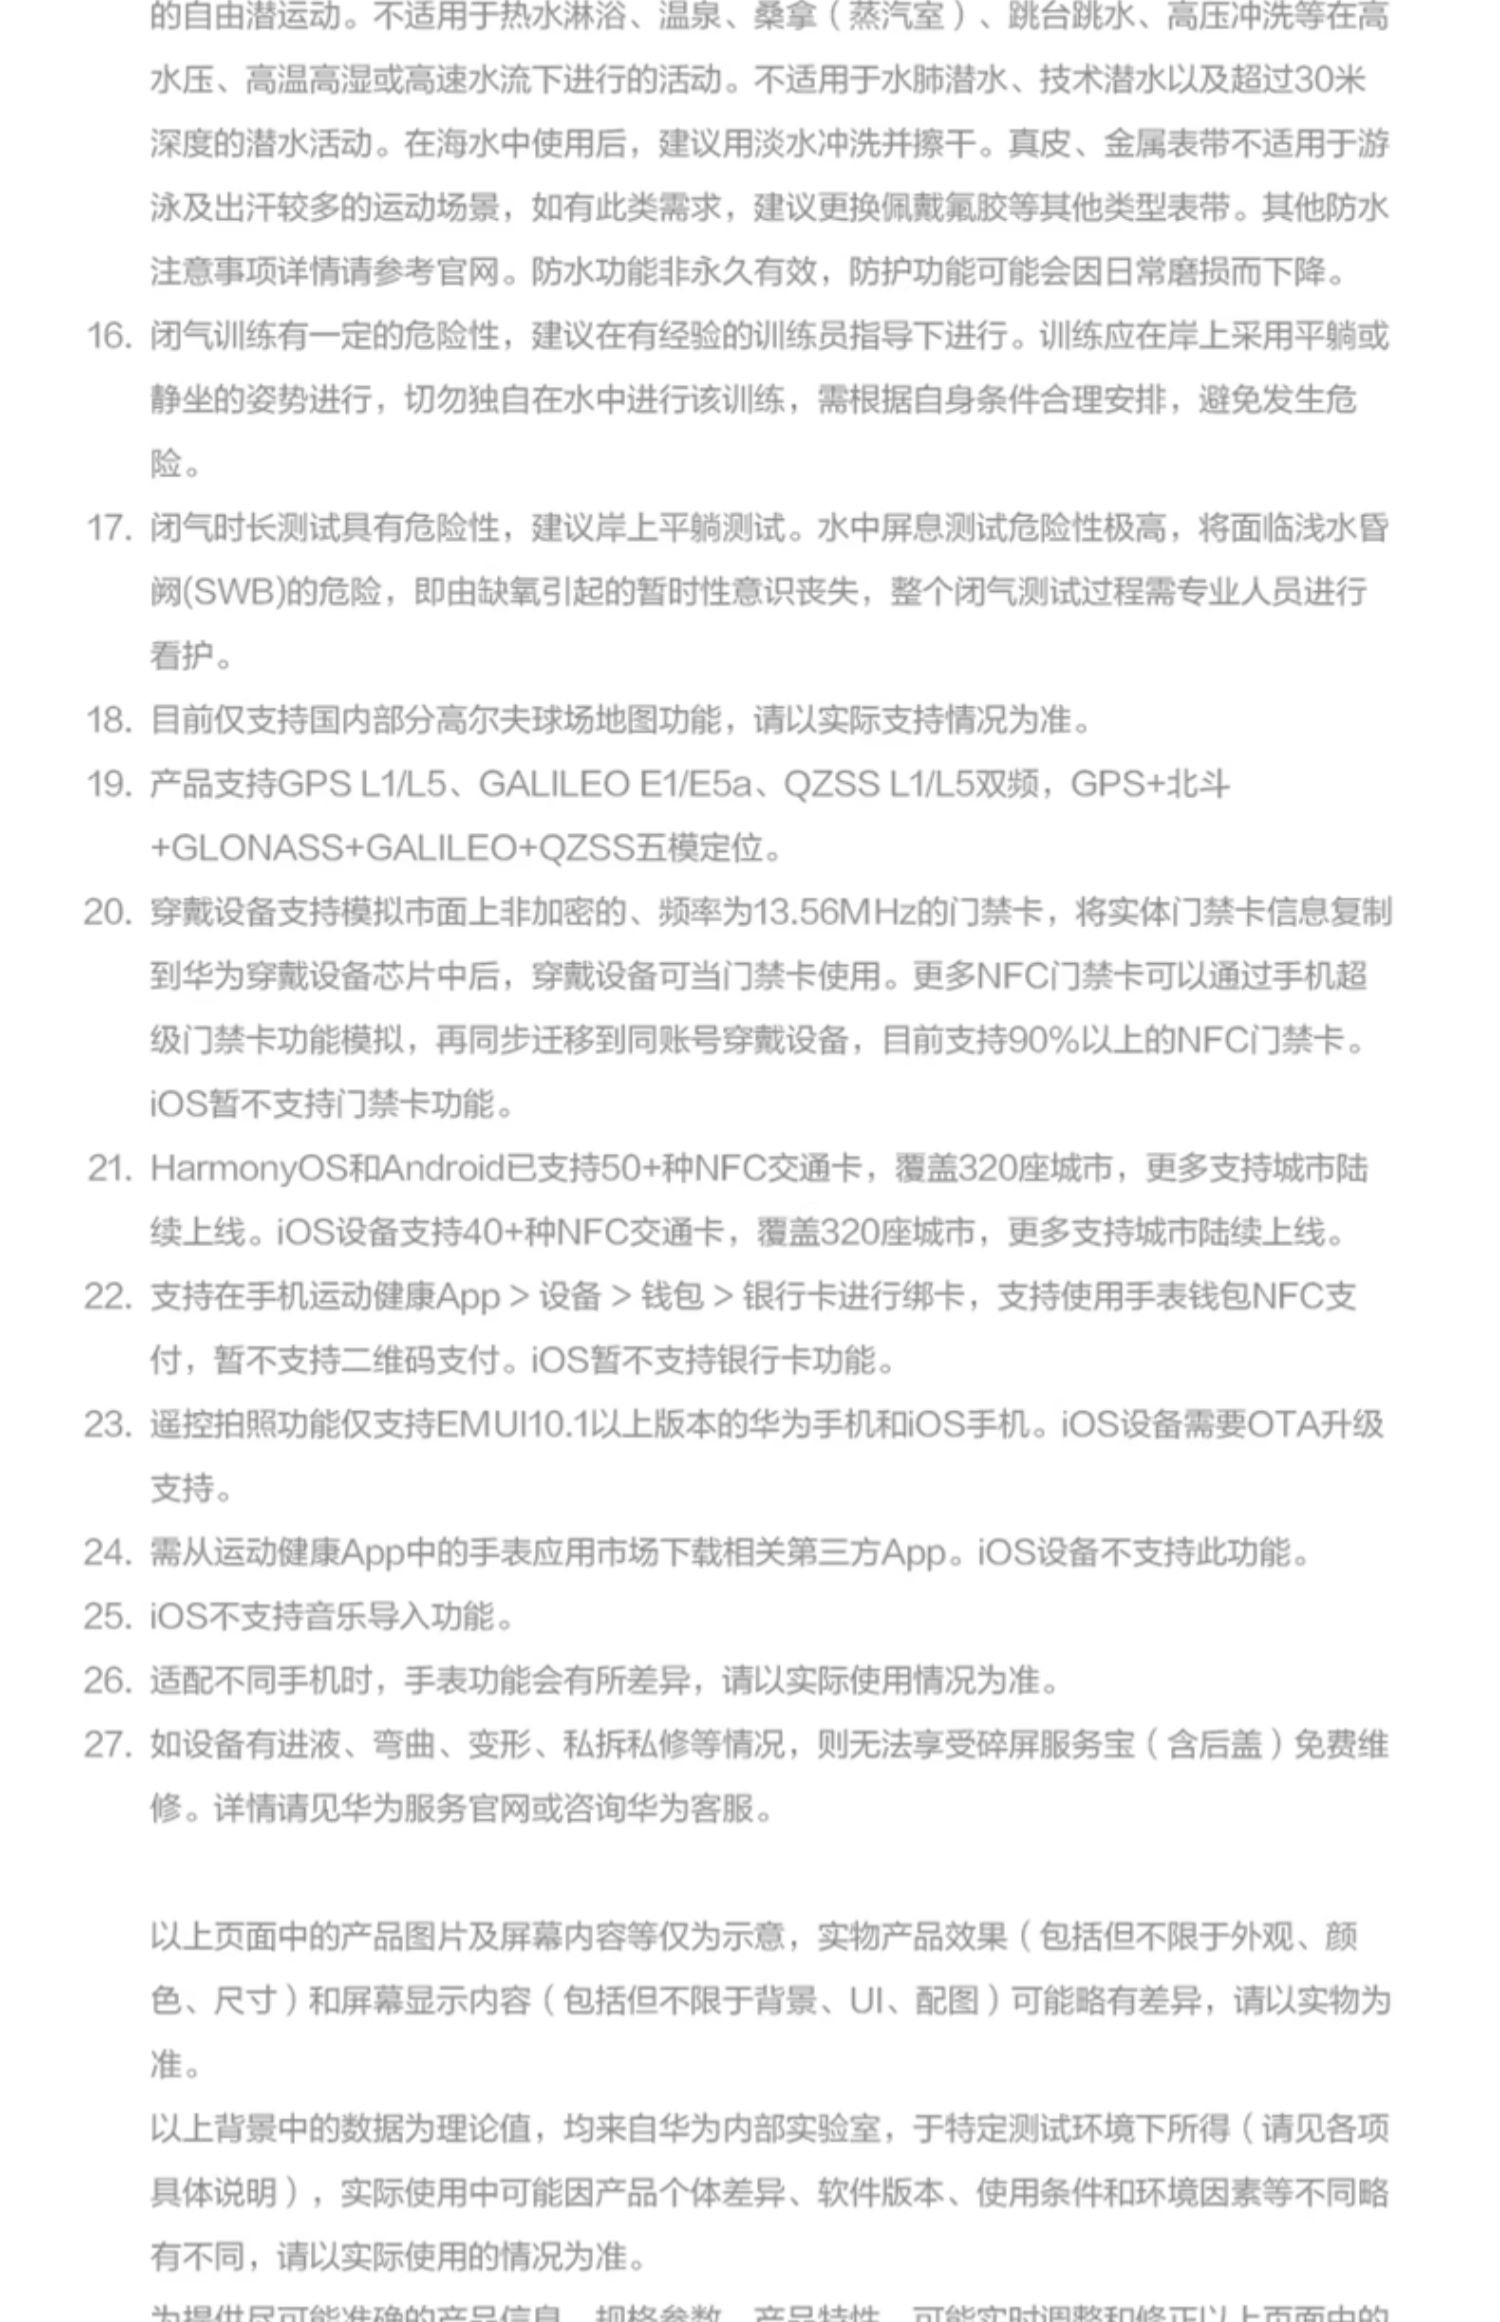 的自由潜运动。不适用于热水淋浴、温泉、桑拿（蒸汽室）、跳台跳水、高压冲洗等在高
水压、高温高湿或高速水流下进行的活动。不适用于水肺潜水、技术潜水以及超过30米
深度的潜水活动。在海水中使用后，建议用淡水冲洗并擦干。真皮、金属表带不适用于游
泳及出汗较多的运动场景，如有此类需求，建议更换佩戴氟胶等其他类型表带。其他防水
注意事项详情请参考官网。防水功能非永久有效，防护功能可能会因日常磨损而下降。
16. 闭气训练有一定的危险性，建议在有经验的训练员指导下进行。训练应在岸上采用平躺或
静坐的姿势进行，切勿独自在水中进行该训练，需根据自身条件合理安排，避免发生危
险。
17. 闭气时长测试具有危险性，建议岸上平躺测试。水中屏息测试危险性极高，将面临浅水昏
阙(SWB)的危险，即由缺氧引起的暂时性意识丧失，整个闭气测试过程需专业人员进行
看护。
18. 目前仅支持国内部分高尔夫球场地图功能，请以实际支持情况为准。
19. 产品支持GPS L1/L5、GALILEO E1/E5a、QZSS L1/L5双频，GPS+北斗
+GLONASS+GALILEO+QZSS五模定位。
20. 穿戴设备支持模拟市面上非加密的、频率为13.56MHz的门禁卡，将实体门禁卡信息复制
到华为穿戴设备芯片中后，穿戴设备可当门禁卡使用。更多NFC门禁卡可以通过手机超
级门禁卡功能模拟，再同步迁移到同账号穿戴设备，目前支持90%以上的NFC门禁卡。
iOS暂不支持门禁卡功能。
21. HarmonyOS和Android已支持50+种NFC交通卡，覆盖320座城市，更多支持城市陆
续上线。iOS设备支持40+种NFC交通卡，覆盖320座城市，更多支持城市陆续上线。
22. 支持在手机运动健康App > 设备 > 钱包 > 银行卡进行绑卡，支持使用手表钱包NFC支
付，暂不支持二维码支付。iOS暂不支持银行卡功能。
23. 遥控拍照功能仅支持EMUI10.1以上版本的华为手机和iOS手机。iOS设备需要OTA升级
支持。
24. 需从运动健康App中的手表应用市场下载相关第三方App。iOS设备不支持此功能。
25. iOS不支持音乐导入功能。
26. 适配不同手机时，手表功能会有所差异，请以实际使用情况为准。
27. 如设备有进液、弯曲、变形、私拆私修等情况，则无法享受碎屏服务宝（含后盖）免费维
修。详情请见华为服务官网或咨询华为客服。
以上页面中的产品图片及屏幕内容等仅为示意，实物产品效果（包括但不限于外观、颜
色、尺寸）和屏幕显示内容（包括但不限于背景、UI、配图）可能略有差异，请以实物为
准。
以上背景中的数据为理论值，均来自华为内部实验室，于特定测试环境下所得（请见各项
具体说明），实际使用中可能因产品个体差异、软件版本、使用条件和环境因素等不同略
有不同，请以实际使用的情况为准。
为提供尽可能准确的产品信息、规格参数、产品特性，可能实时调整和修正以上页面中的